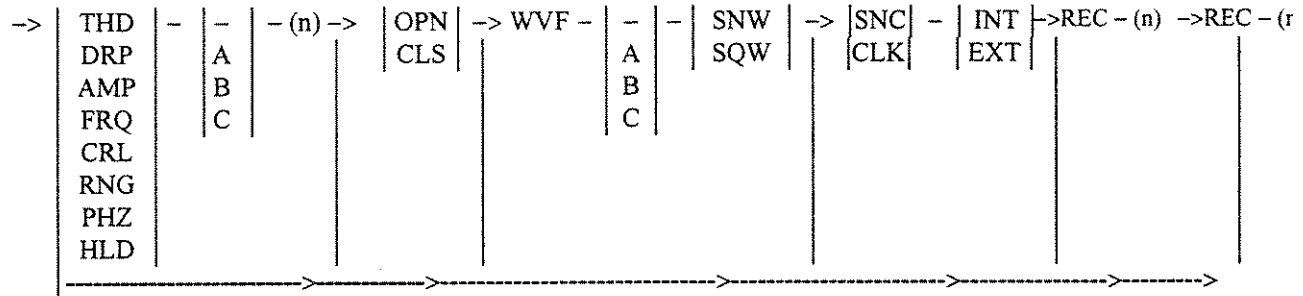 -> | THD | - | - | - (n) -> | OPN | -> WVF - | - | - | SNW | -> |SNC| - | INT |->REC - (n) ->REC - (r
DRP | A | CLS | A | SQW | CLK | EXT
AMP | B | B
FRQ | C | C
CRL
RNG
PHZ
HLD